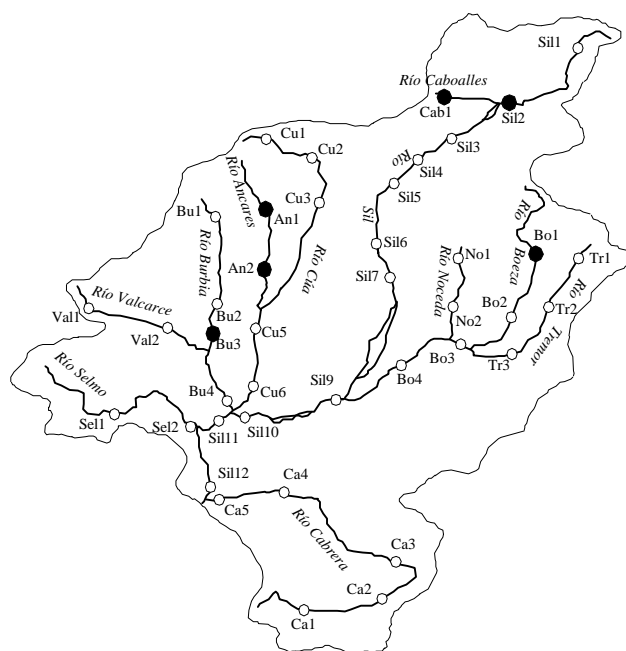 Sil1
Río Caboalles
Cab1
Sil2
Cu1
Cu2
Río
Sil3
Sil4
Sil5
Río Ancares
Cu3
Sil
Río
Bu1
An1
Río Burbia
Río Cúa
Sil6
Río Noceda
No1
Boeza
Bo1
Tr1
An2
Sil7
Río
Río Valcarce
Val1
Val2
Bu2
Bu3
Cu5
No2
Bo2
Tr2
Tremor
Bo3
Tr3
Río Selmo
Bu4
Cu6
Sil9
Bo4
Sel1
Sel2
Sil11
Sil10
Sil12
Ca4
Ca5
Río Cabrera
Ca3
Ca2
Ca1